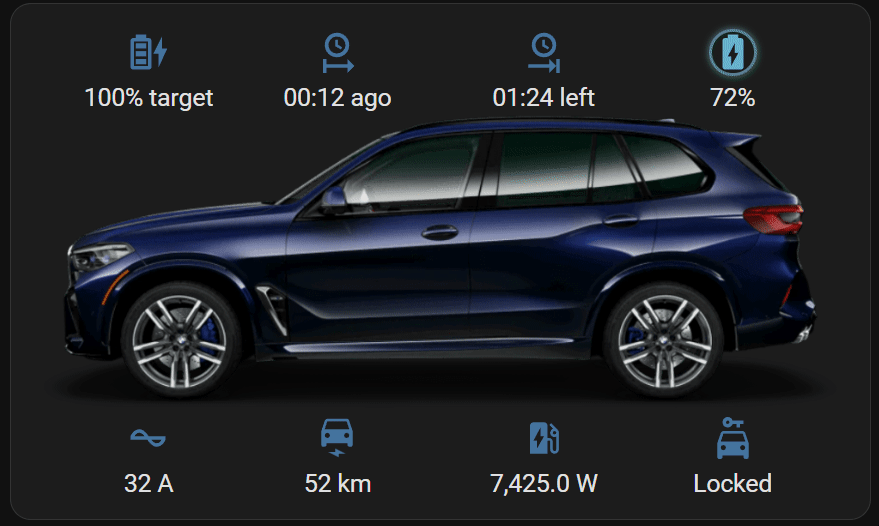 100% target
00:12 ago
01:24 left
72%
32 A
52 km
7,425.0 W
Locked